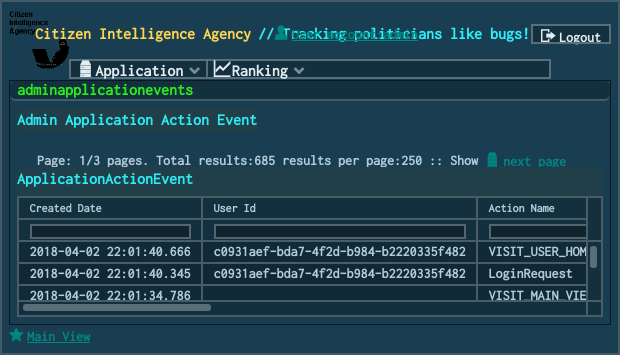 Citizen
Intelligence
Agency
Citizen Intelligence Agency // Tracking politicians like bugs!
Logout
Application Ranking
adminapplicationevents
Admin Application Action Event
Page: 1/3 pages. Total results:685 results per page:250 :: Show next page
ApplicationActionEvent
Created Date User Id Action Name
2018-04-02 22:01:40.666 c0931aef-bda7-4f2d-b984-b2220335f482 VISIT_USER_HOM
2018-04-02 22:01:40.345 c0931aef-bda7-4f2d-b984-b2220335f482 LoginRequest
2018-04-02 22:01:34.786 VISIT_MAIN_VIE
Main View